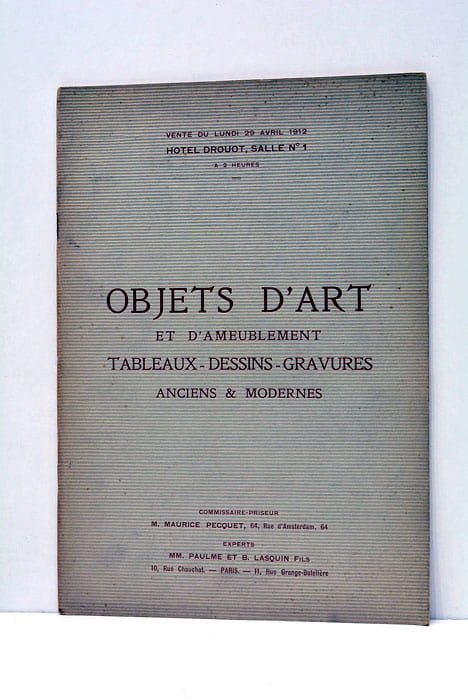 VENTE DU LUNDI 29 AVRIL 1912
HOTEL DROUOT, SALLE N° 1
A 2 HEURES
OBJETS D'ART
ET D'AMEUBLEMENT
TABLEAUX - DESSINS - GRAVURES
ANCIENS & MODERNES
COMMISSAIRE-PRISEUR
M. MAURICE PECQUET, 64, Rue d'Amsterdam, 64
EXPERTS
MM. PAULME ET B. LASQUIN FILS
10, Rue Chauchat. — PARIS. — 11, Rue Grange-Batelière